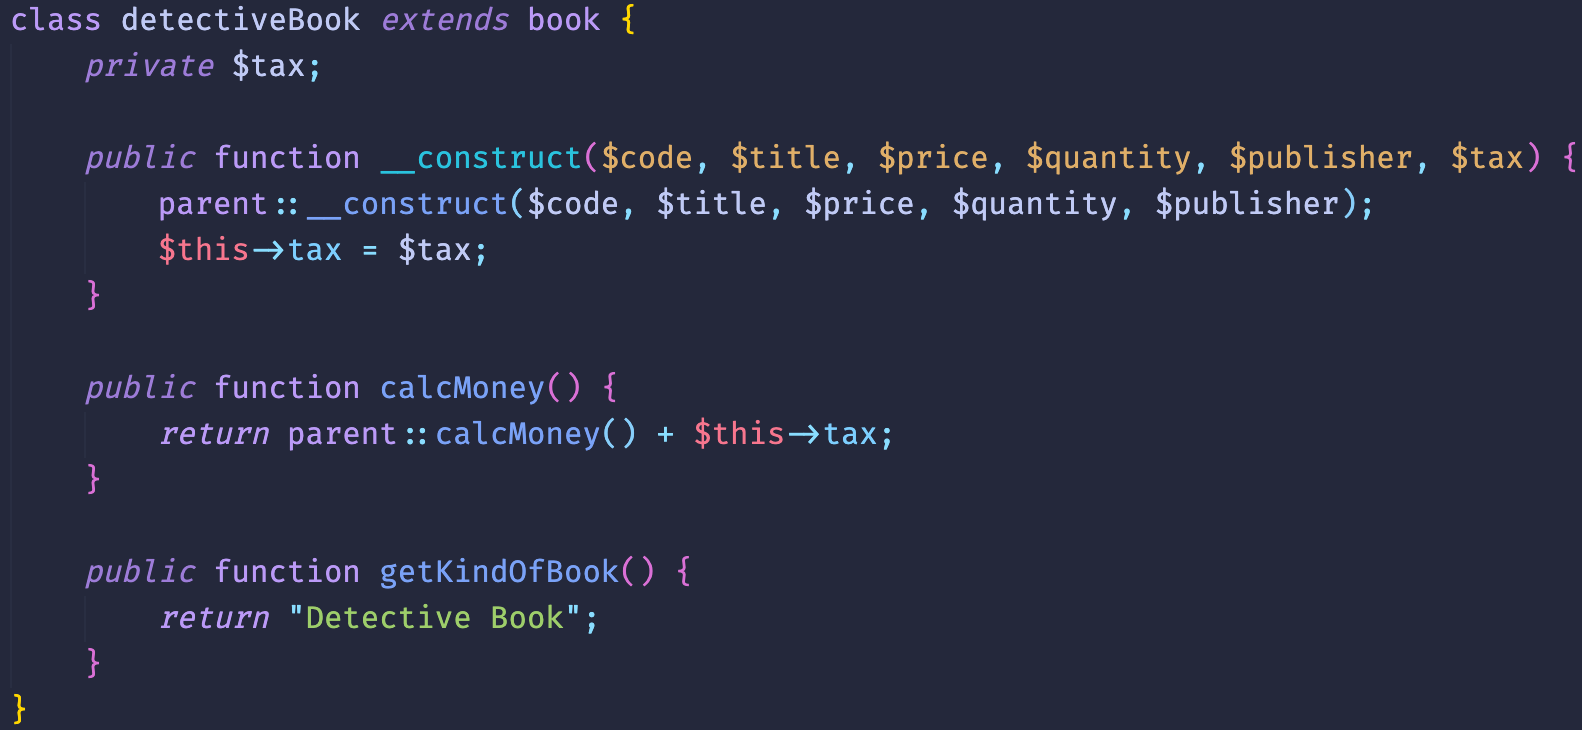 class detectiveBook extends book {
    private $tax;

    public function __construct($code, $title, $price, $quantity, $publisher, $tax) {
        parent::__construct($code, $title, $price, $quantity, $publisher);
        $this->tax = $tax;
    }

    public function calcMoney() {
        return parent::calcMoney() + $this->tax;
    }

    public function getKindOfBook() {
        return "Detective Book";
    }
}